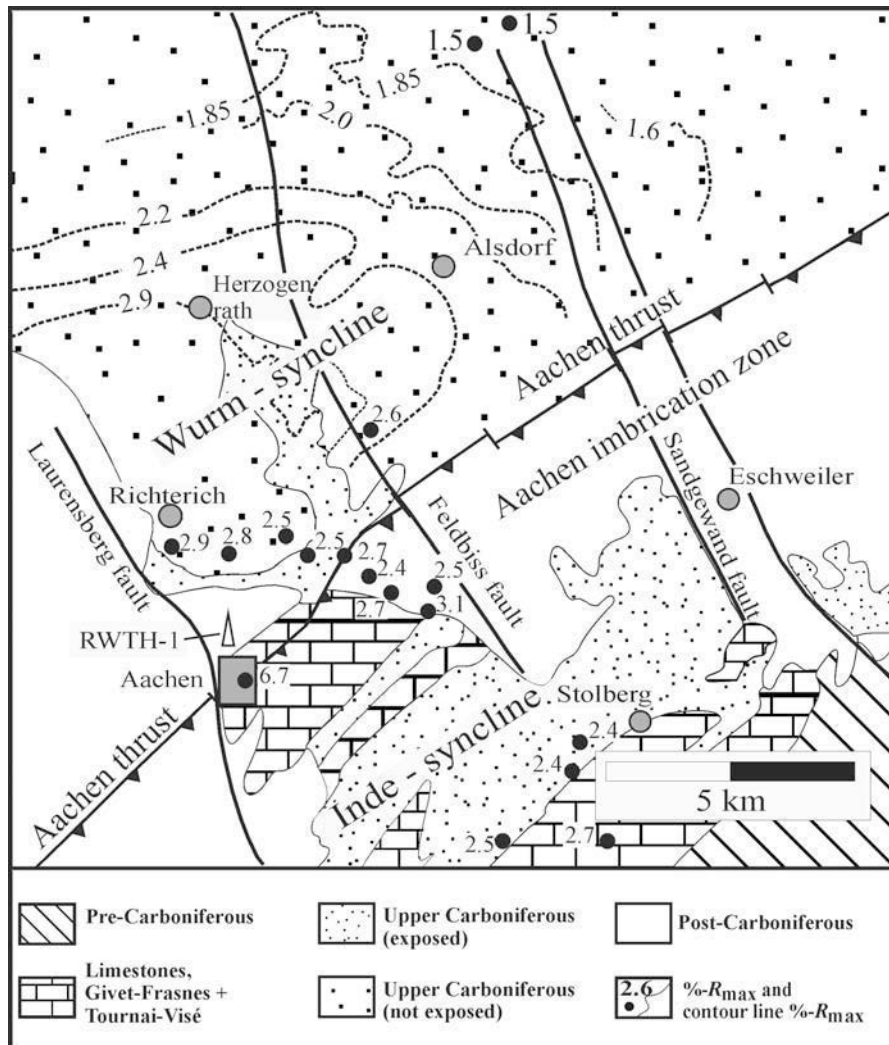 1.5
1.5
1.85
1.85
2.0
1.6
2.2
2.4
2.9
Alsdorf
Herzogen
rath
Wurm - syncline
Aachen thrust
Aachen imbrication zone
2.6
Laurensberg fault
Richterich
Feldbiss fault
Sandgewand fault
Eschweiler
2.9
2.8
2.5
2.5
2.7
2.4
2.7
2.5
3.1
RWTH-1
Aachen
6.7
Aachen thrust
Inde - syncline
Stolberg
2.4
2.4
2.5
2.7
5 km
Pre-Carboniferous
Upper Carboniferous
(exposed)
Post-Carboniferous
Limestones,
Givet-Frasnes +
Tournai-Visé
Upper Carboniferous
(not exposed)
2.6
%-Rmax and
contour line %-Rmax